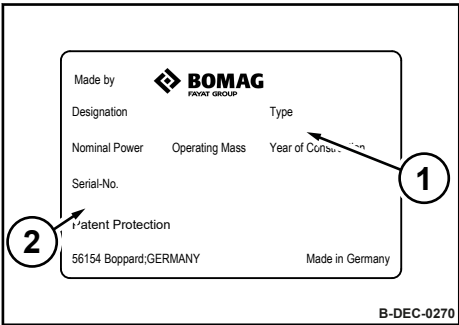 Made by BOMAG
FAYAT GROUP
Designation Type
Nominal Power Operating Mass Year of
Serial-No.
1
Patent Protection
2
56154 Boppard;GERMANY Made in Germany
B-DEC-0270